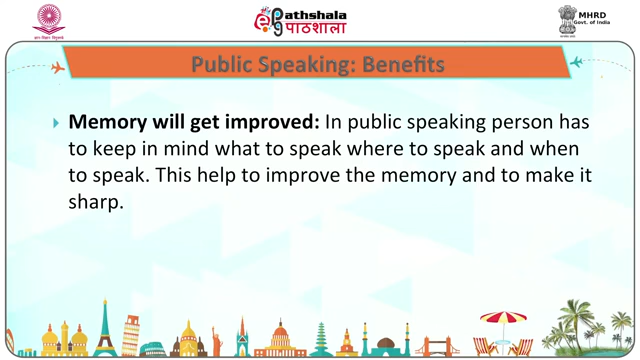 ePathshala
पाठशाला
MHRD
Govt. of India
Public Speaking: Benefits
Memory will get improved: In public speaking person has
to keep in mind what to speak where to speak and when
to speak. This help to improve the memory and to make it
sharp.